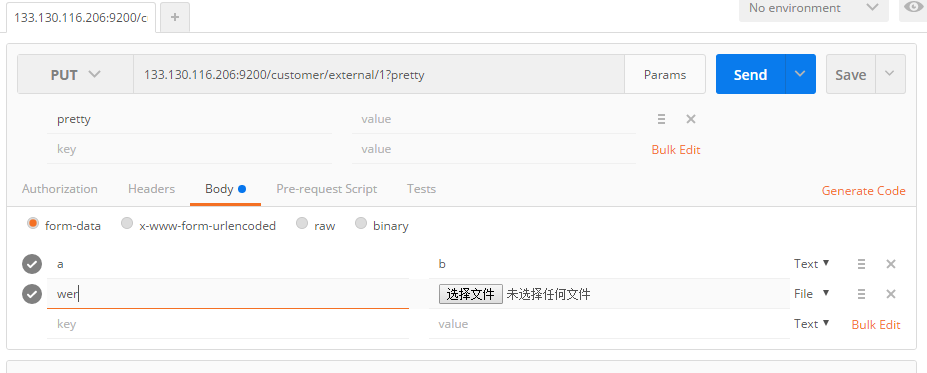 133.130.116.206:9200/c +
No environment
PUT 133.130.116.206:9200/customer/external/1?pretty Params Send Save
pretty value
key value Bulk Edit
Authorization Headers Body Pre-request Script Tests Generate Code
form-data x-www-form-urlencoded raw binary
a b Text
wer 选择文件 未选择任何文件 File
key value Text Bulk Edit